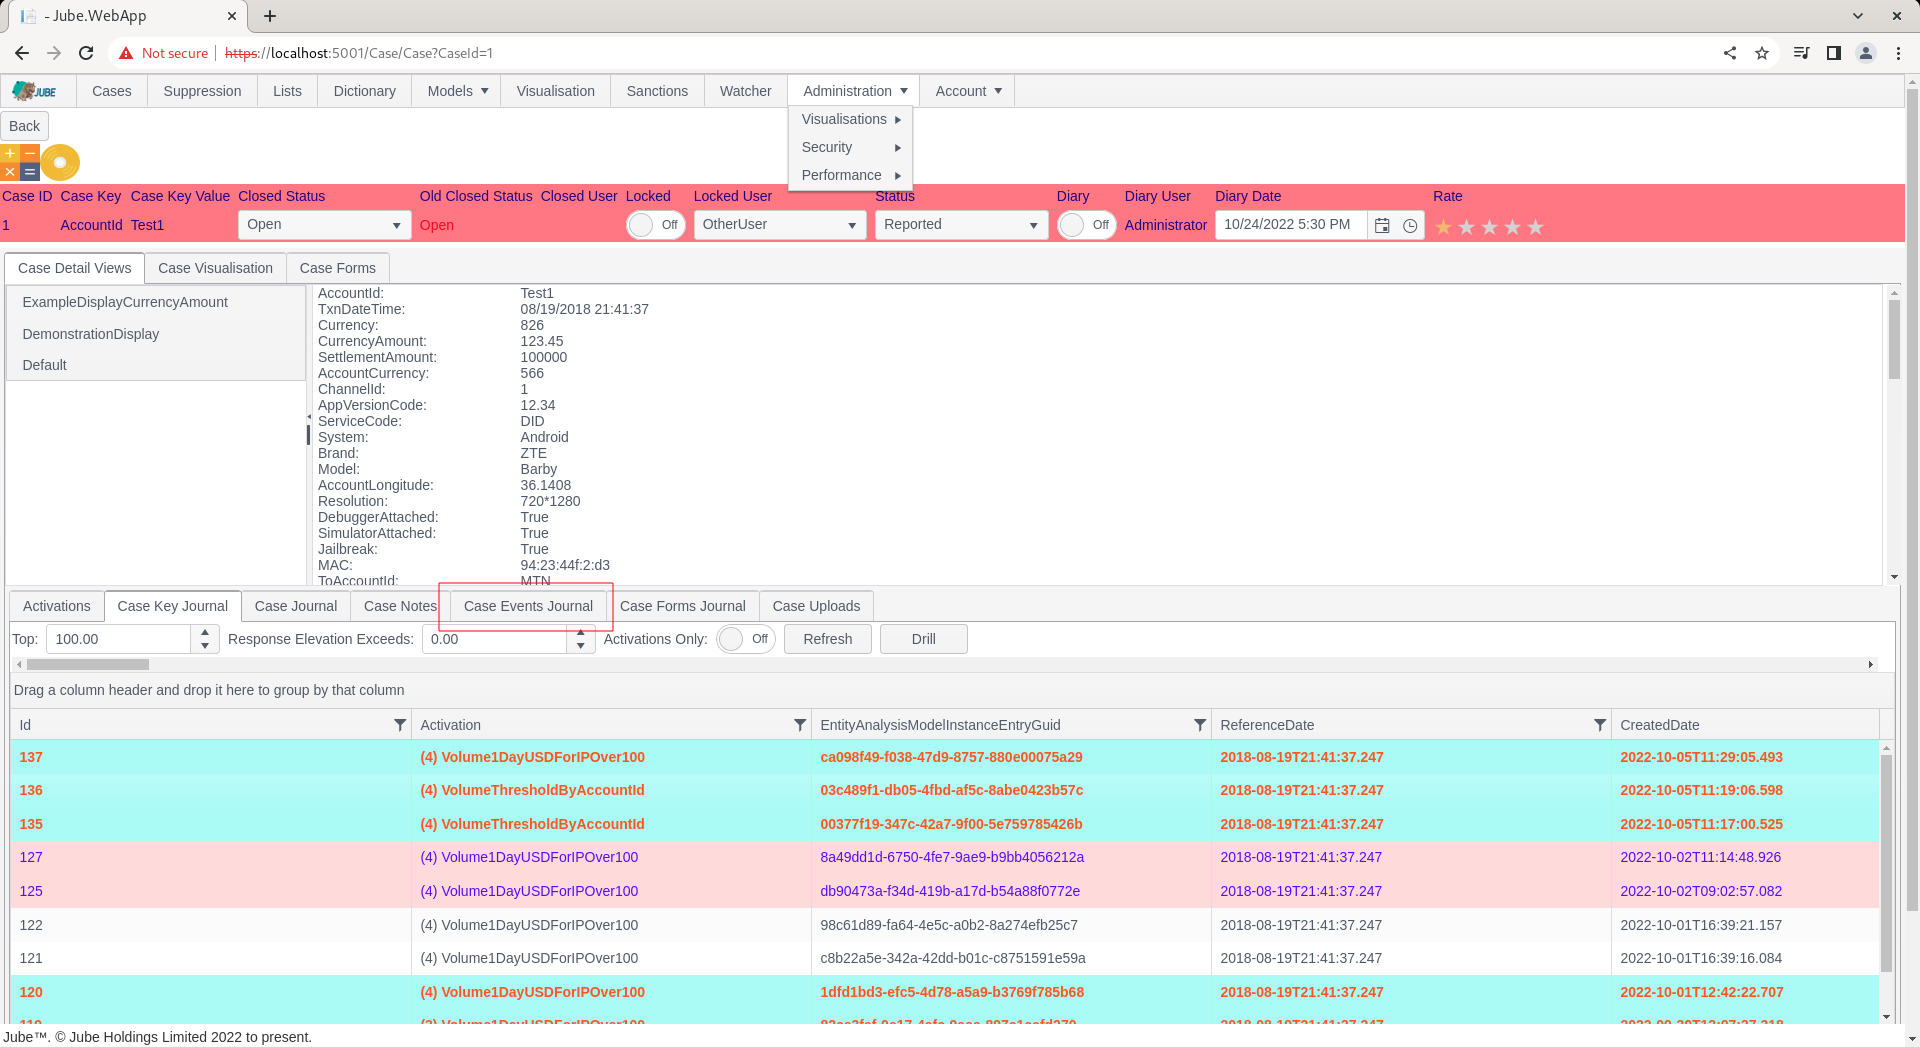 - Jube.WebApp
Not secure https://localhost:5001/Case/Case?CaseId=1
JUBE Cases Suppression Lists Dictionary Models Visualisation Sanctions Watcher Administration Account
Back
Visualisations
Security
Performance
Case ID Case Key Case Key Value Closed Status Old Closed Status Closed User Locked Locked User Status Diary Diary User Diary Date Rate
1 AccountId Test1 Open Open Off OtherUser Reported Off Administrator 10/24/2022 5:30 PM
Case Detail Views Case Visualisation Case Forms
ExampleDisplayCurrencyAmount
DemonstrationDisplay
Default
AccountId: Test1
TxnDateTime: 08/19/2018 21:41:37
Currency: 826
CurrencyAmount: 123.45
SettlementAmount: 100000
AccountCurrency: 566
ChannelId: 1
AppVersionCode: 12.34
ServiceCode: DID
System: Android
Brand: ZTE
Model: Barby
AccountLongitude: 36.1408
Resolution: 720*1280
DebuggerAttached: True
SimulatorAttached: True
Jailbreak: True
MAC: 94:23:44f:2:d3
ToAccountId: MTN
Activations Case Key Journal Case Journal Case Notes Case Events Journal Case Forms Journal Case Uploads
Top: 100.00 Response Elevation Exceeds: 0.00 Activations Only: Off Refresh Drill
Drag a column header and drop it here to group by that column
Id Activation EntityAnalysisModelInstanceEntryGuid ReferenceDate CreatedDate
137 (4) Volume1DayUSDForIPOver100 ca098f49-f038-47d9-8757-880e00075a29 2018-08-19T21:41:37.247 2022-10-05T11:29:05.493
136 (4) VolumeThresholdByAccountId 03c489f1-db05-4fbd-af5c-8abe0423b57c 2018-08-19T21:41:37.247 2022-10-05T11:19:06.598
135 (4) VolumeThresholdByAccountId 00377f19-347c-42a7-9f00-5e759785426b 2018-08-19T21:41:37.247 2022-10-05T11:17:00.525
127 (4) Volume1DayUSDForIPOver100 8a49dd1d-6750-4fe7-9ae9-b9bb4056212a 2018-08-19T21:41:37.247 2022-10-02T11:14:48.926
125 (4) Volume1DayUSDForIPOver100 db90473a-f34d-419b-a17d-b54a88f0772e 2018-08-19T21:41:37.247 2022-10-02T09:02:57.082
122 (4) Volume1DayUSDForIPOver100 98c61d89-fa64-4e5c-a0b2-8a274efb25c7 2018-08-19T21:41:37.247 2022-10-01T16:39:21.157
121 (4) Volume1DayUSDForIPOver100 c8b22a5e-342a-42dd-b01c-c8751591e59a 2018-08-19T21:41:37.247 2022-10-01T16:39:16.084
120 (4) Volume1DayUSDForIPOver100 1dfd1bd3-efc5-4d78-a5a9-b3769f785b68 2018-08-19T21:41:37.247 2022-10-01T12:42:22.707
Jube™. © Jube Holdings Limited 2022 to present.